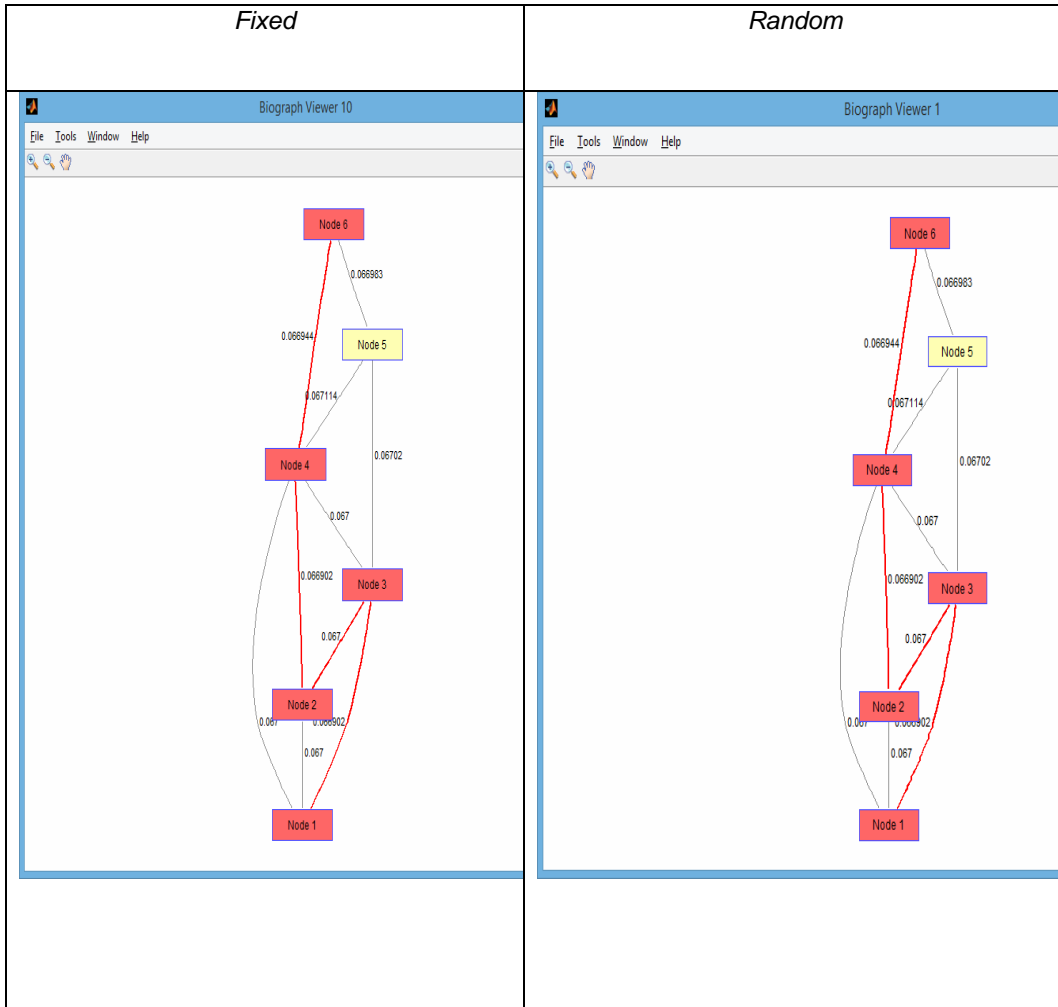 Fixed
Random
Biograph Viewer 10
File Tools Window Help
Node 6
0.066983
0.066944
Node 5
0.067114
0.06702
Node 4
0.067
0.066902
Node 3
0.067
Node 2
0.067
0.066902
0.067
Node 1
Biograph Viewer 1
File Tools Window Help
Node 6
0.066983
0.066944
Node 5
0.067114
0.06702
Node 4
0.067
0.066902
Node 3
0.067
Node 2
0.067
0.066902
0.067
Node 1